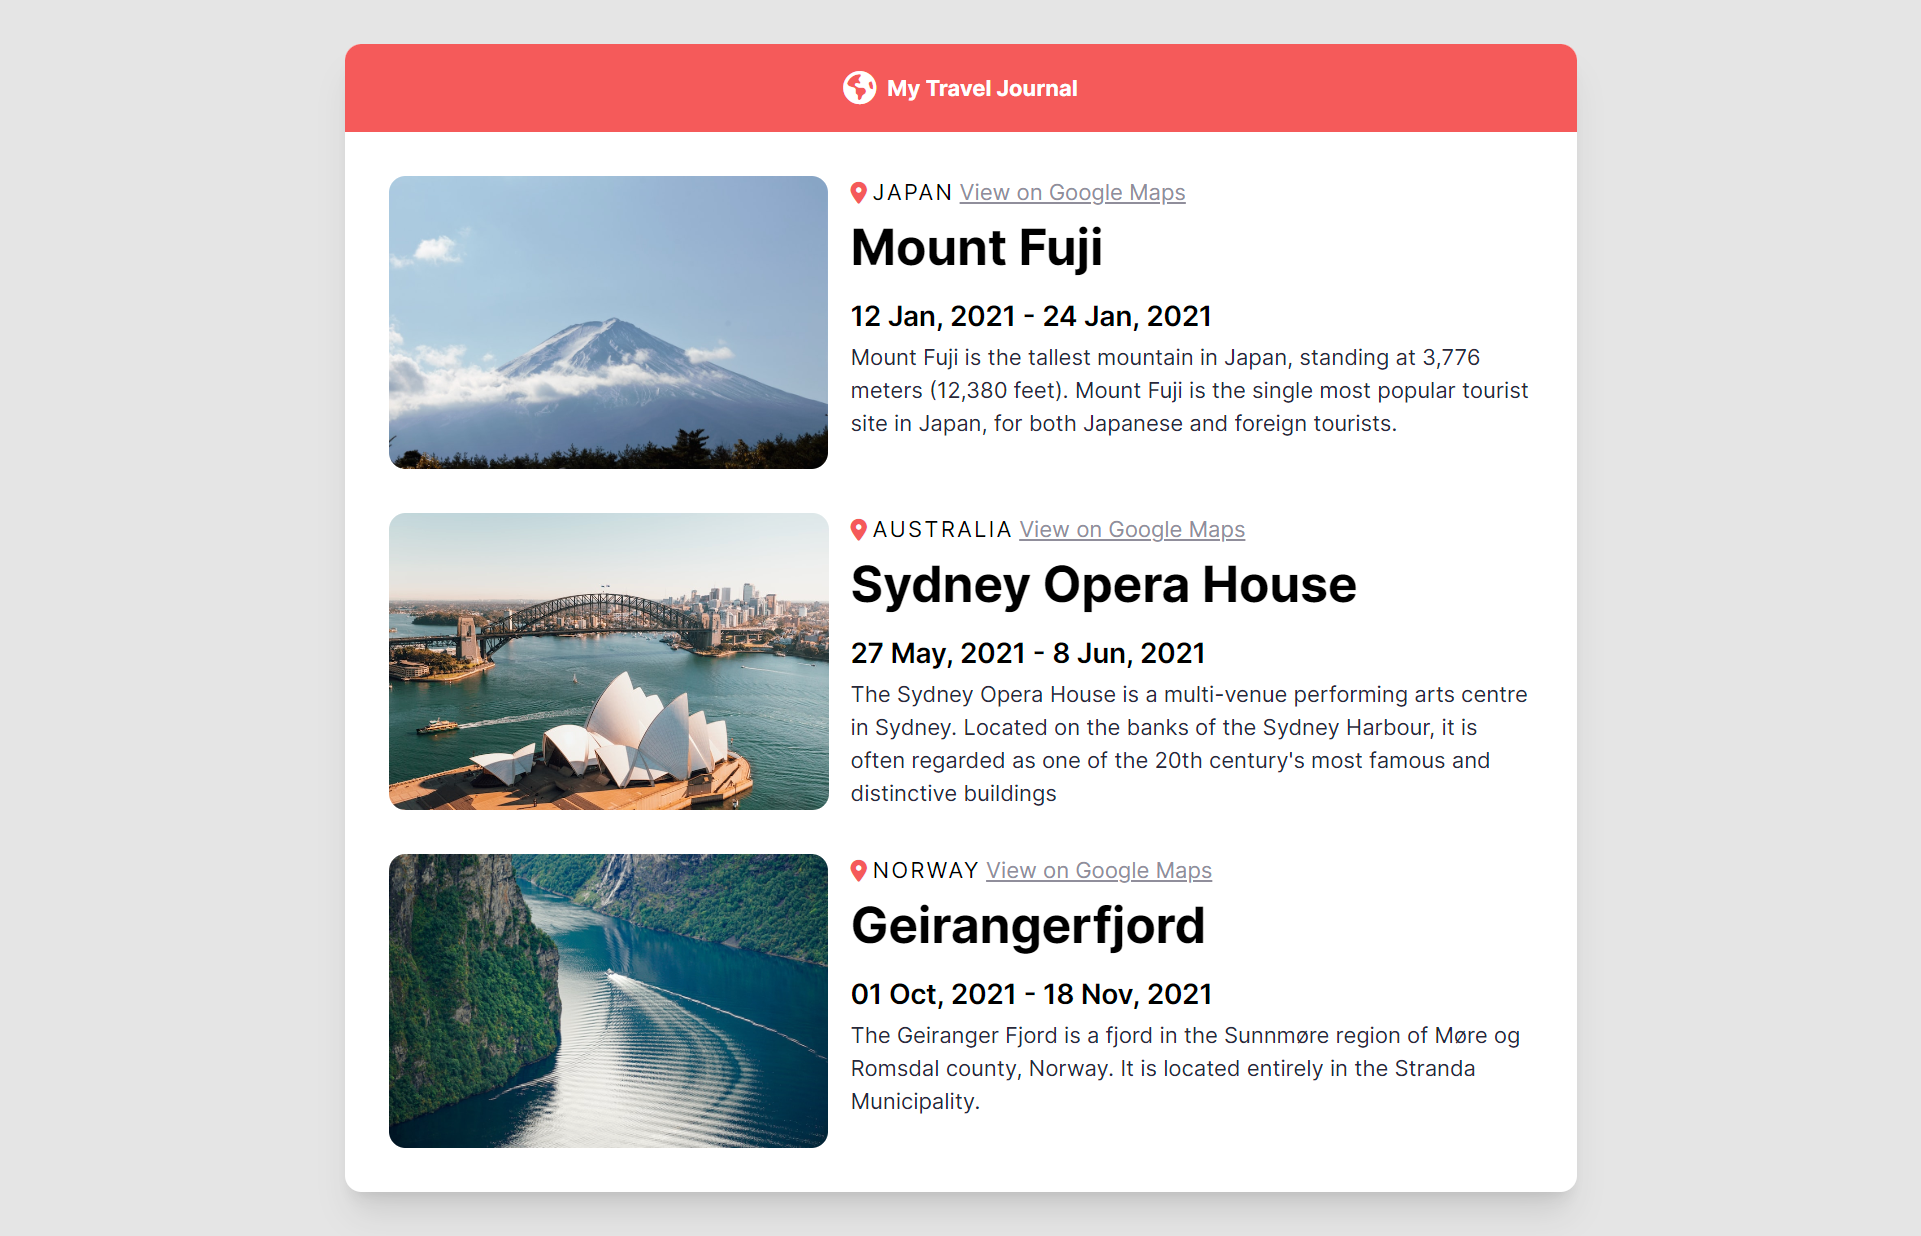 My Travel Journal
JAPAN View on Google Maps
Mount Fuji
12 Jan, 2021 - 24 Jan, 2021
Mount Fuji is the tallest mountain in Japan, standing at 3,776
meters (12,380 feet). Mount Fuji is the single most popular tourist
site in Japan, for both Japanese and foreign tourists.
AUSTRALIA View on Google Maps
Sydney Opera House
27 May, 2021 - 8 Jun, 2021
The Sydney Opera House is a multi-venue performing arts centre
in Sydney. Located on the banks of the Sydney Harbour, it is
often regarded as one of the 20th century's most famous and
distinctive buildings
NORWAY View on Google Maps
Geirangerfjord
01 Oct, 2021 - 18 Nov, 2021
The Geiranger Fjord is a fjord in the Sunnmøre region of Møre og
Romsdal county, Norway. It is located entirely in the Stranda
Municipality.